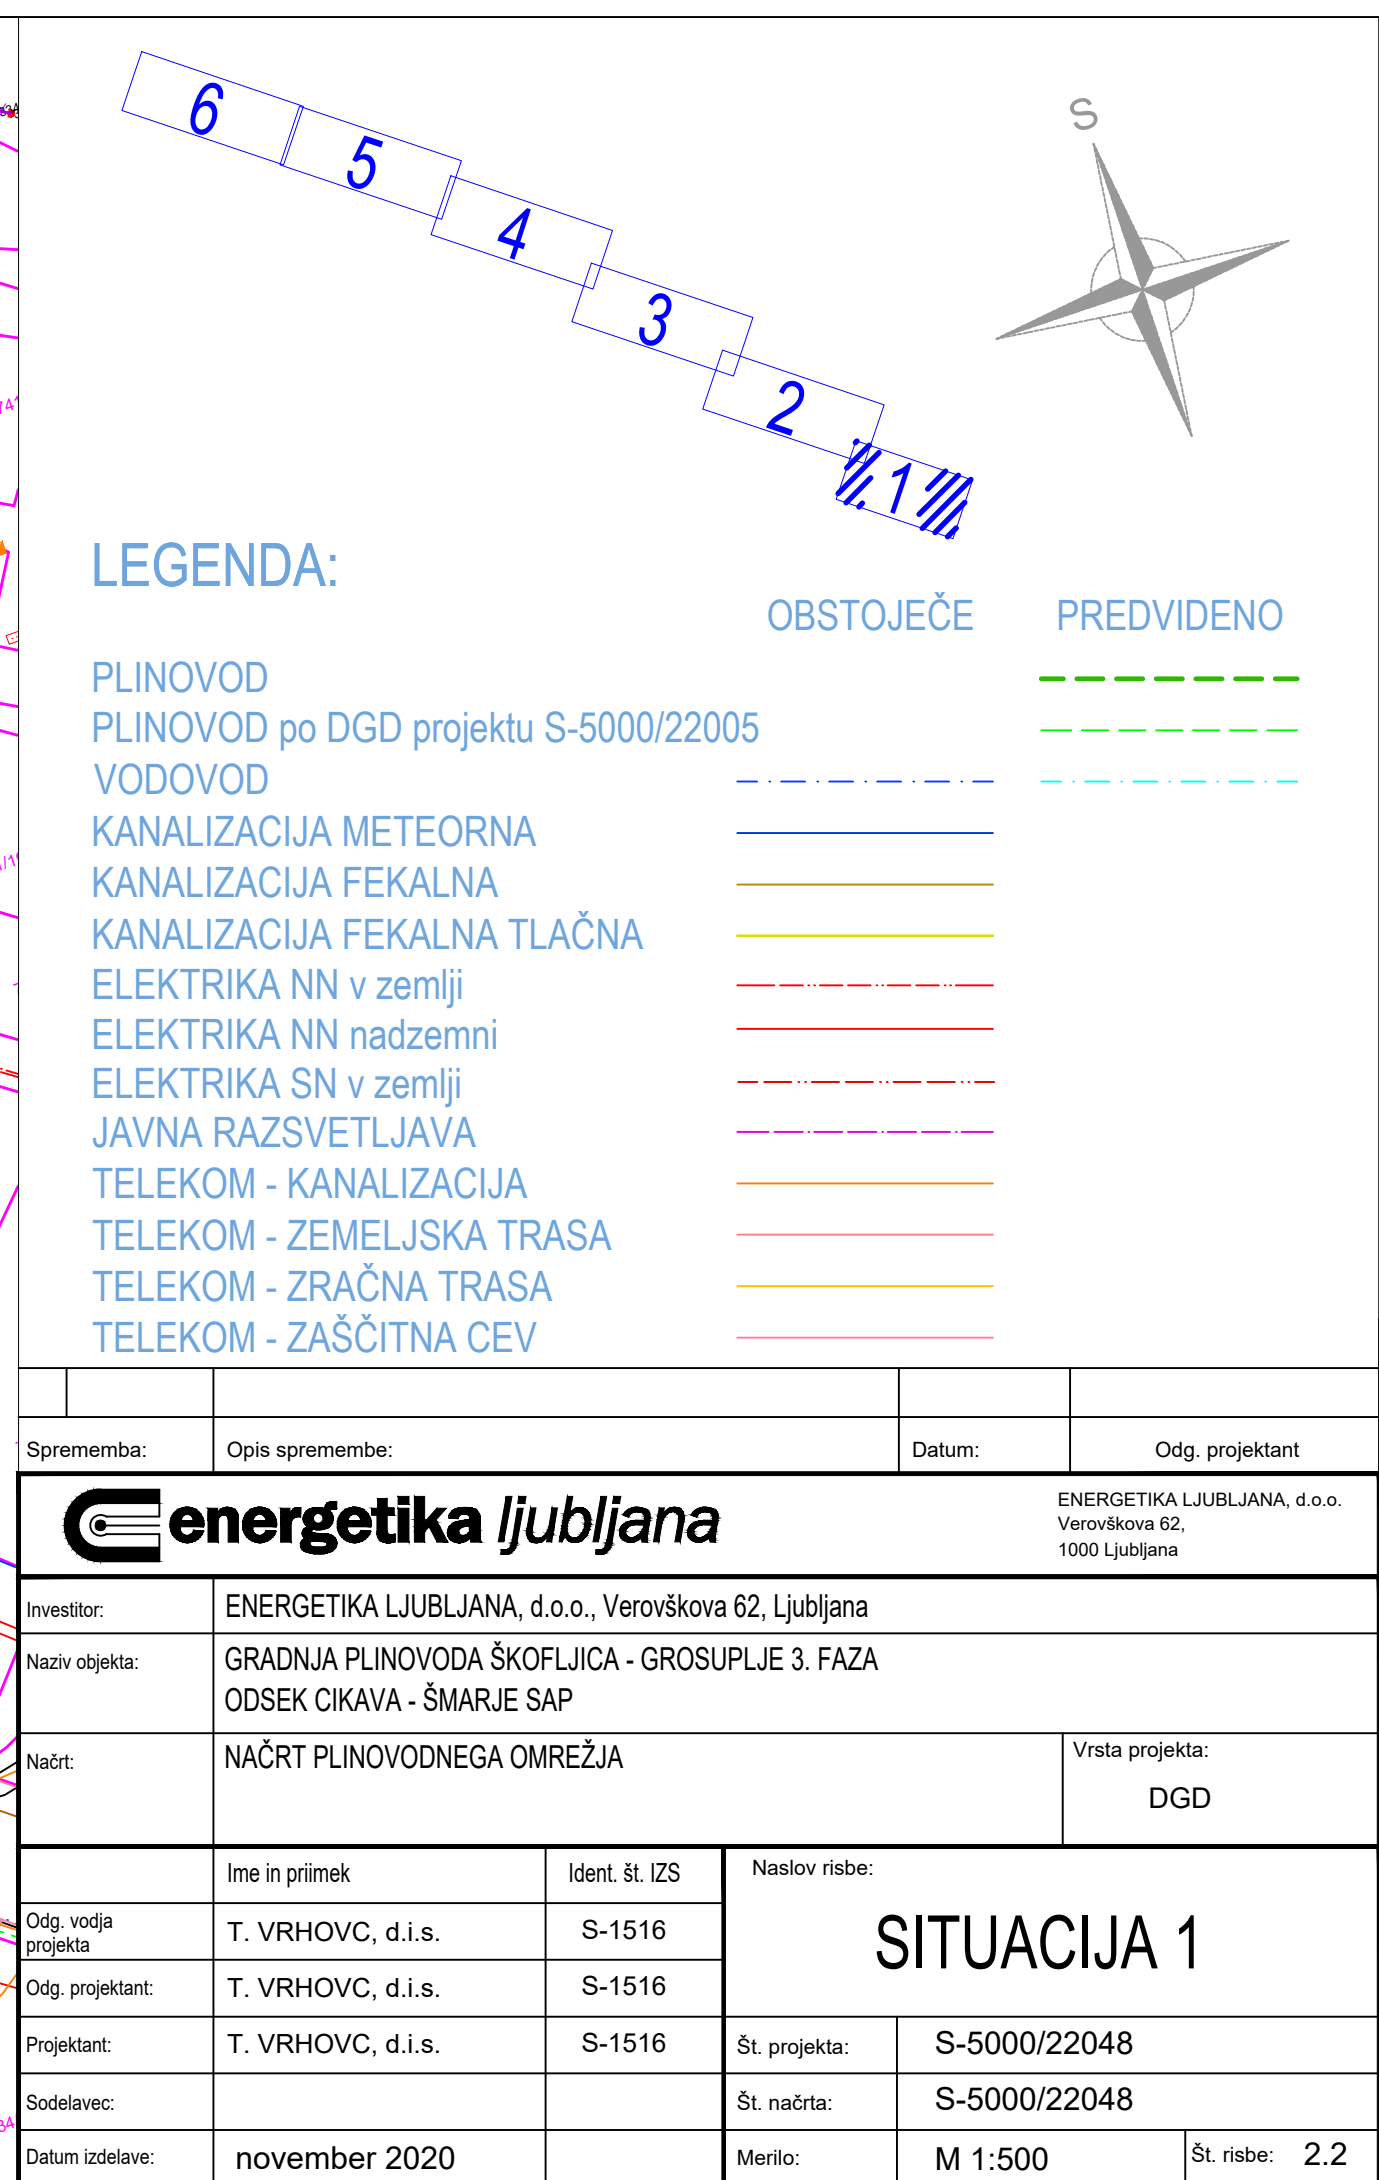 6
5
4
3
2
1
S
LEGENDA:
OBSTOJEČE PREDVIDENO
PLINOVOD
PLINOVOD po DGD projektu S-5000/22005
VODOVOD
KANALIZACIJA METEORNA
KANALIZACIJA FEKALNA
KANALIZACIJA FEKALNA TLAČNA
ELEKTRIKA NN v zemlji
ELEKTRIKA NN nadzemni
ELEKTRIKA SN v zemlji
JAVNA RAZSVETLJAVA
TELEKOM - KANALIZACIJA
TELEKOM - ZEMELJSKA TRASA
TELEKOM - ZRAČNA TRASA
TELEKOM - ZAŠČITNA CEV
Sprememba: Opis spremembe: Datum: Odg. projektant
energetika ljubljana
ENERGETIKA LJUBLJANA, d.o.o.
Verovškova 62,
1000 Ljubljana
Investitor: ENERGETIKA LJUBLJANA, d.o.o., Verovškova 62, Ljubljana
Naziv objekta: GRADNJA PLINOVODA ŠKOFLJICA - GROSUPLJE 3. FAZA
ODSEK CIKAVA - ŠMARJE SAP
Načrt: NAČRT PLINOVODNEGA OMREŽJA
Vrsta projekta:
DGD
Ime in priimek Ident. št. IZS
Naslov risbe:
SITUACIJA 1
Odg. vodja
projekta T. VRHOVC, d.i.s. S-1516
Odg. projektant: T. VRHOVC, d.i.s. S-1516
Projektant: T. VRHOVC, d.i.s. S-1516
Št. projekta: S-5000/22048
Sodelavec:
Št. načrta: S-5000/22048
Datum izdelave: november 2020
Merilo: M 1:500 Št. risbe: 2.2